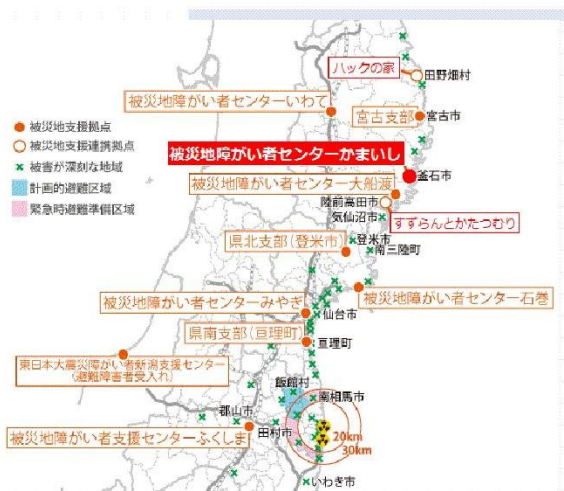 ハックの家
田野畑村
被災地障がい者センターいわて
宮古支部
宮古市
被災地支援拠点
被災地支援連携拠点
被害が深刻な地域
計画的避難区域
緊急時避難準備区域
被災地障がい者センターかまいし
釜石市
被災地障がい者センター大船渡
陸前高田市
気仙沼市
すずらんとかたつむり
県北支部(登米市)
登米市
南三陸町
被災地障がい者センターみやぎ
被災地障がい者センター石巻
仙台市
県南支部(亘理町)
亘理町
東日本大震災障がい者新潟支援センター
(避難障害者受入れ)
飯館村
南相馬市
郡山市
田村市
被災地障がい者支援センターふくしま
20km
30km
いわき市